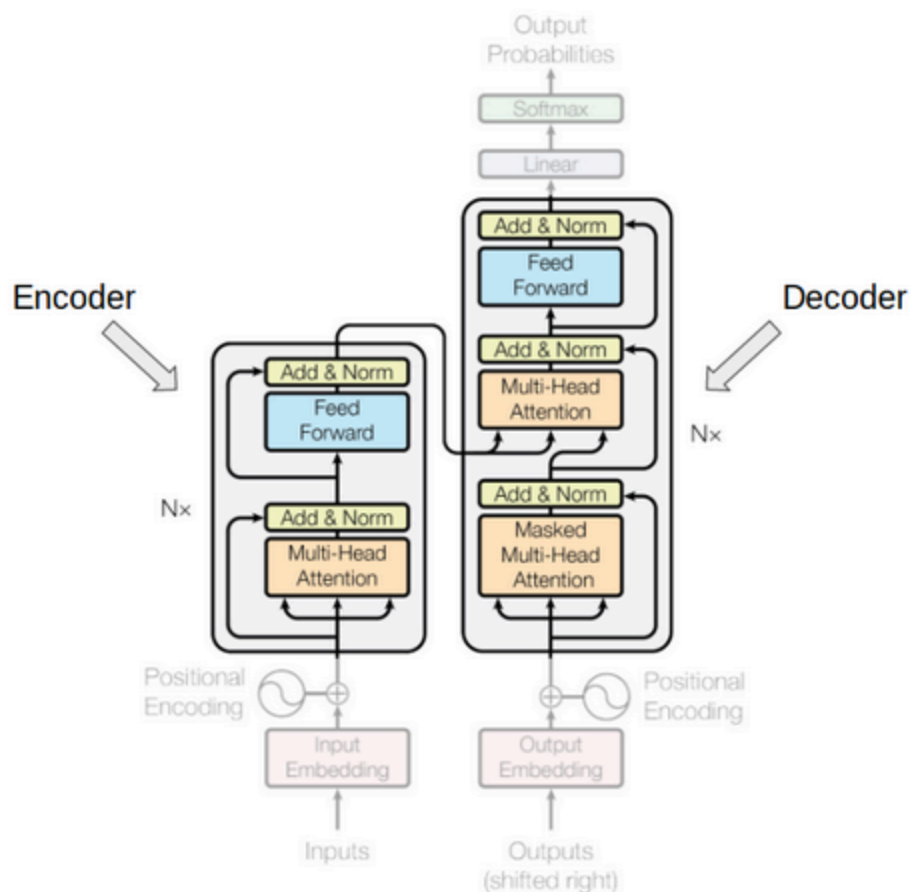 Output
Probabilities
Softmax
Linear
Add & Norm
Feed
Forward
Add & Norm
Multi-Head
Attention
Nx
Add & Norm
Masked
Multi-Head
Attention
Decoder
Encoder
Add & Norm
Feed
Forward
Nx
Add & Norm
Multi-Head
Attention
Positional
Encoding
Positional
Encoding
Input
Embedding
Output
Embedding
Inputs
Outputs
(shifted right)